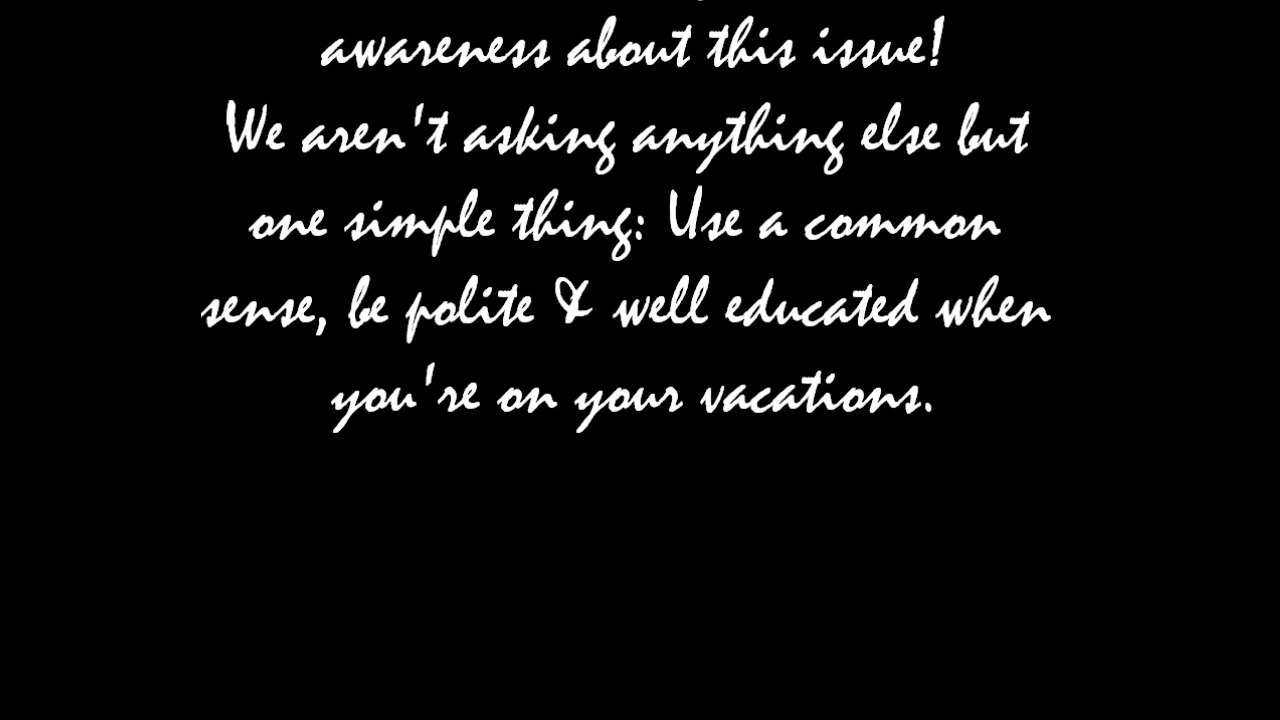 awareness about this issue!
We aren't asking anything else but
one simple thing: Use a common
sense, be polite & well educated when
you're on your vacations.